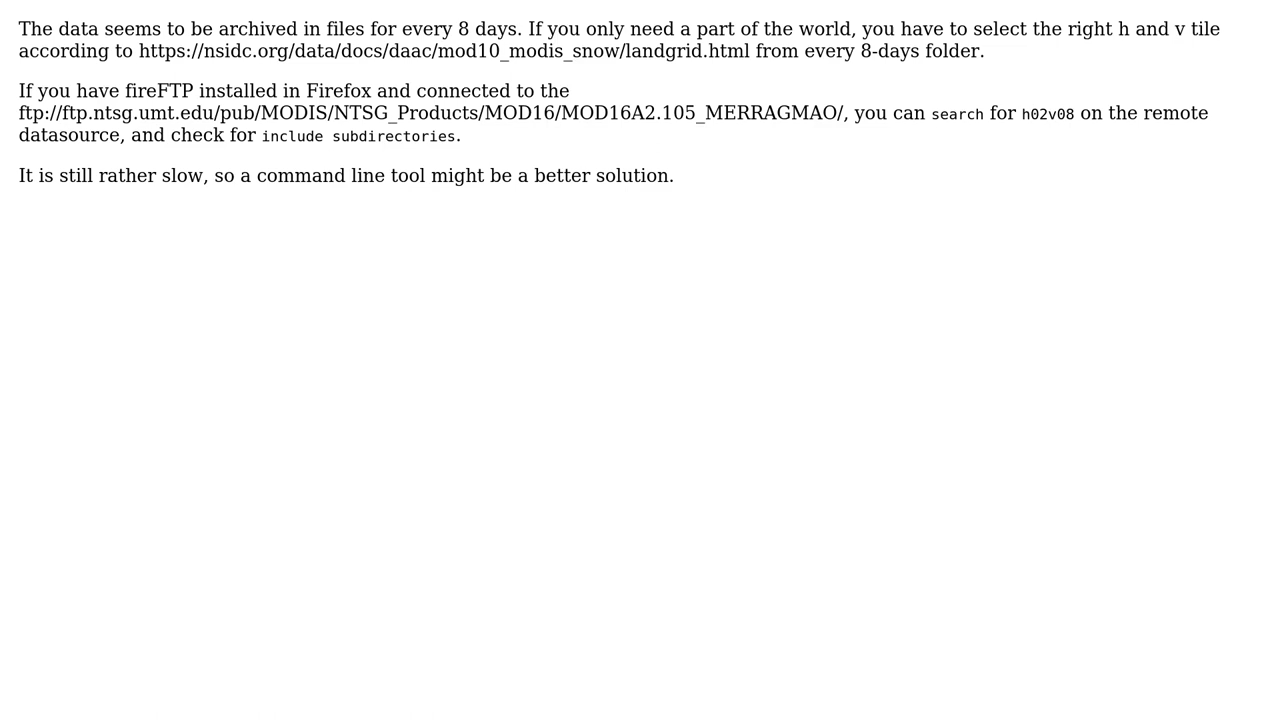 The data seems to be archived in files for every 8 days. If you only need a part of the world, you have to select the right h and v tile
according to https://nsidc.org/data/docs/daac/mod10_modis_snow/landgrid.html from every 8-days folder.
If you have fireFTP installed in Firefox and connected to the
ftp://ftp.ntsg.umt.edu/pub/MODIS/NTSG_Products/MOD16/MOD16A2.105_MERRAGMAO/, you can search for h02v08 on the remote
datasource, and check for include subdirectories.
It is still rather slow, so a command line tool might be a better solution.